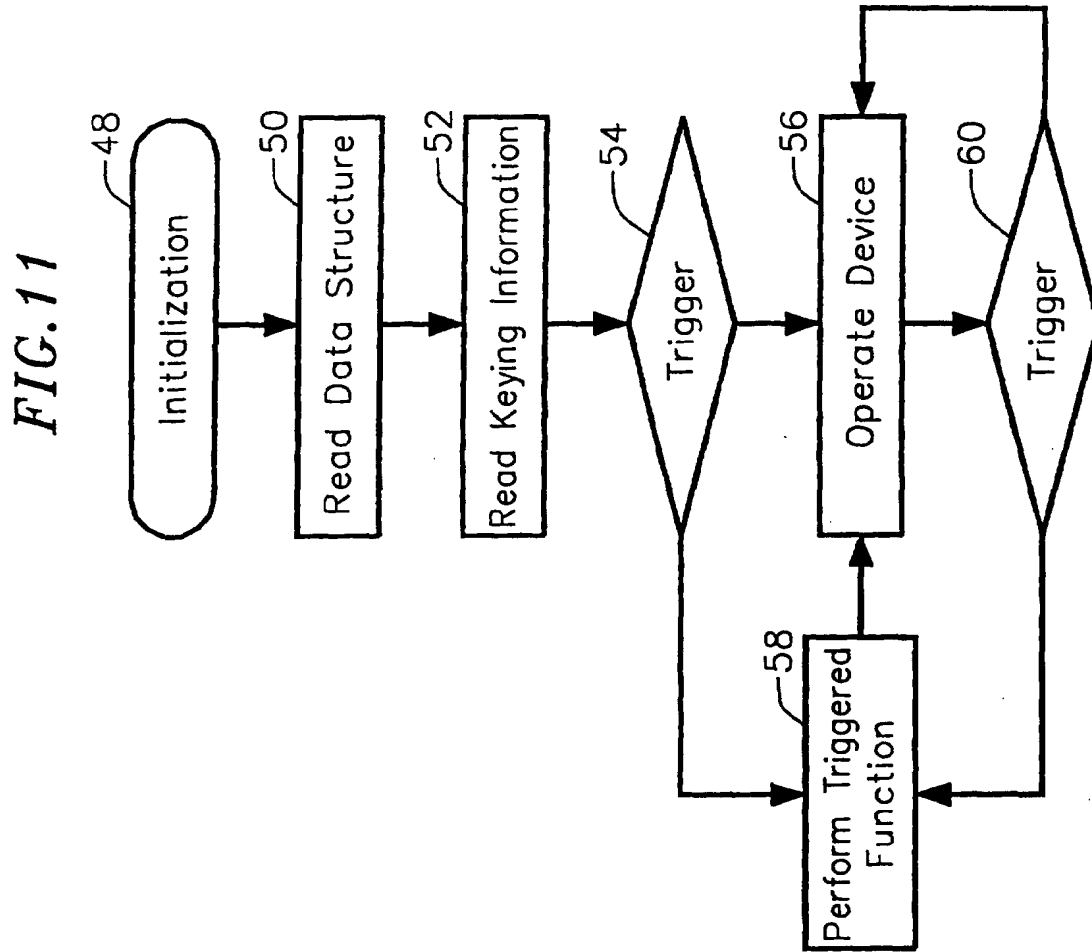 FIG. 11
48
Initialization
50
Read Data Structure
52
Read Keying Information
54
Trigger
56
Operate Device
58
Perform Triggered
Function
60
Trigger